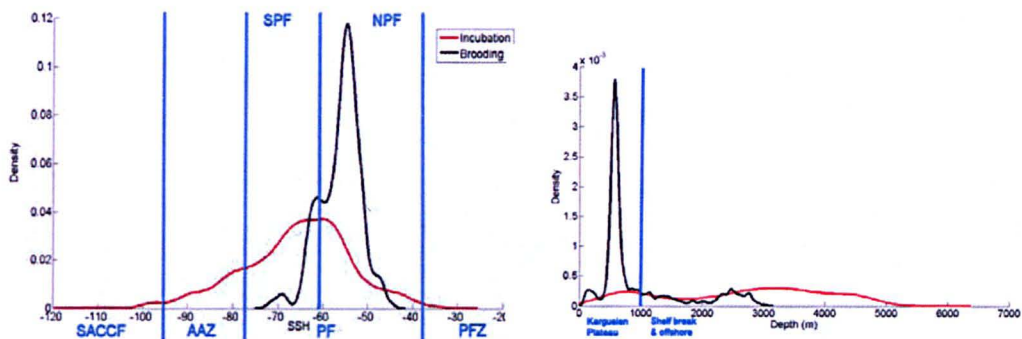 SPF NPF
Incubation
Brooding
0.12
0.1
0.08
0.06
0.04
0.02
0
Density
-120 -110 -100 -90 -80 -70 -60 -50 -40 -30 -20
SSH
SACCF AAZ PF PFZ
4 x 10⁻³
3.5
3
2.5
2
1.5
1
0.5
0
Density
0 1000 2000 3000 4000 5000 6000 7000
Depth (m)
Kerguelan Shelf break
Plateau & offshore